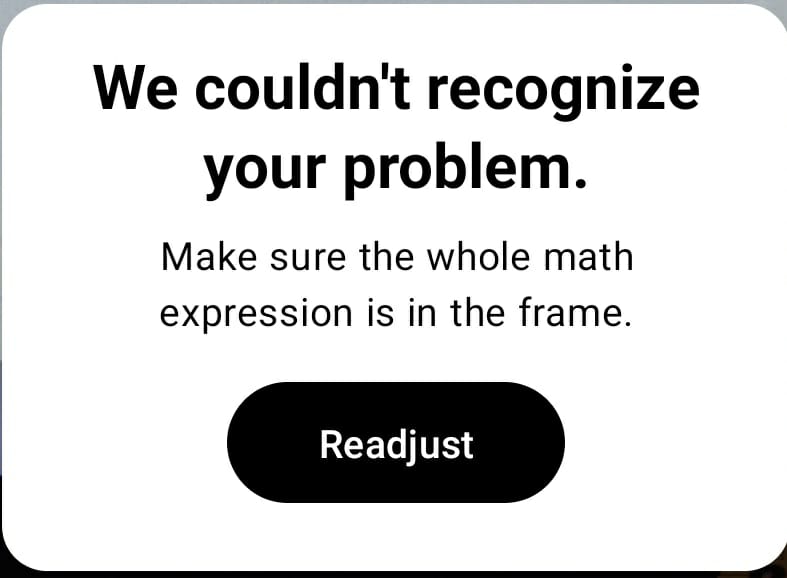 We couldn't recognize
your problem.
Make sure the whole math
expression is in the frame.
Readjust